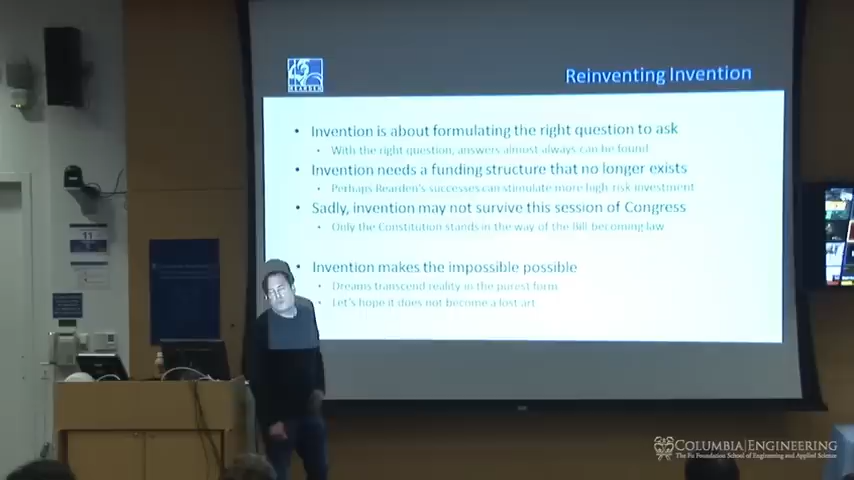 REARDEN
Reinventing Invention
• Invention is about formulating the right question to ask
• With the right question, answers almost always can be found
• Invention needs a funding structure that no longer exists
• Perhaps Rearden's successes can stimulate more high-risk investment
• Sadly, invention may not survive this session of Congress
• Only the Constitution stands in the way of the Bill becoming law
• Invention makes the impossible possible
• Dreams transcend reality in the purest form
• Let's hope it does not become a lost art
11
COLUMBIA | ENGINEERING
The Fu Foundation School of Engineering and Applied Science